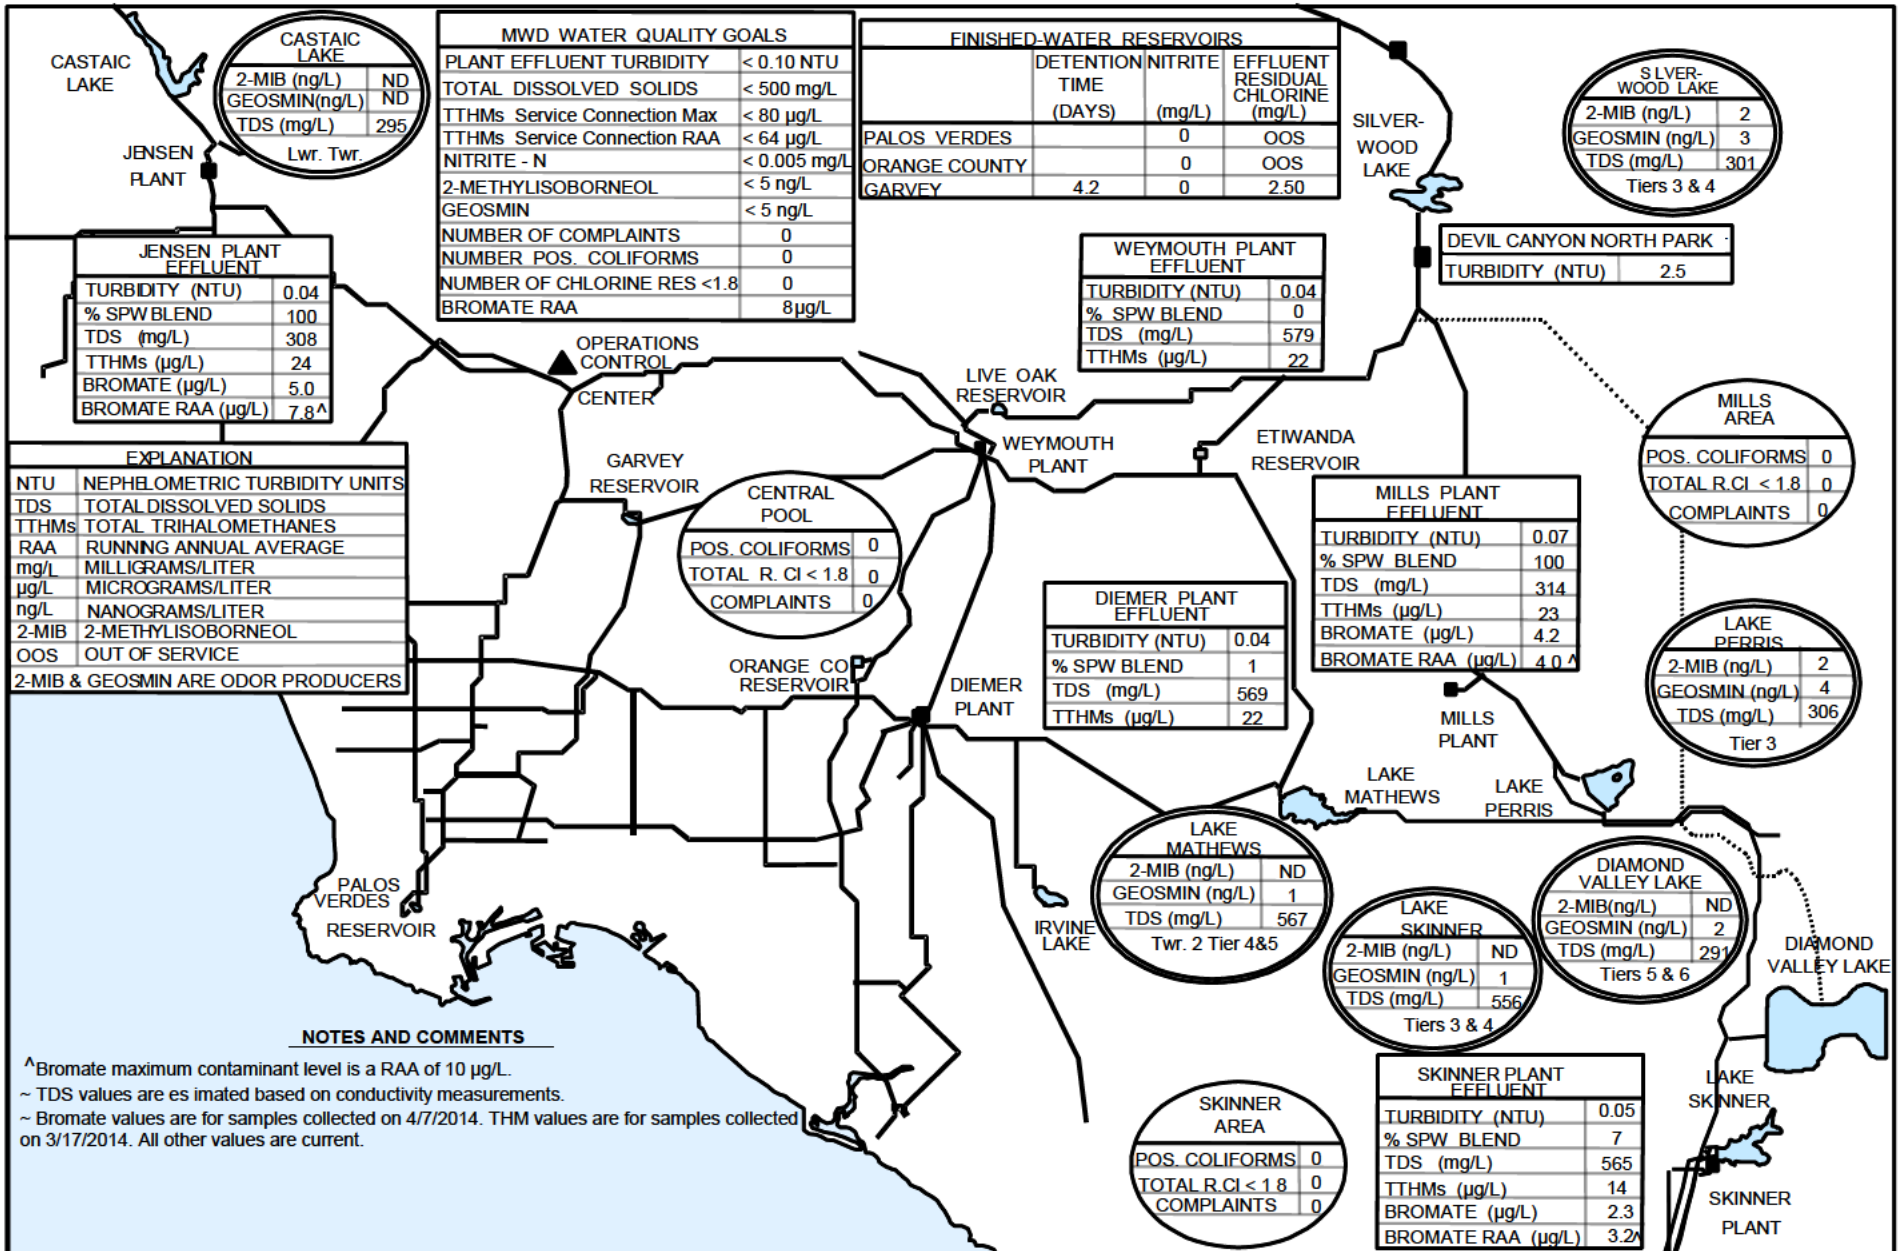 CASTAIC
LAKE
CASTAIC
LAKE
2-MIB (ng/L) ND
GEOSMIN(ng/L) ND
TDS (mg/L) 295
Lwr. Twr.
JENSEN
PLANT
MWD WATER QUALITY GOALS
PLANT EFFLUENT TURBIDITY < 0.10 NTU
TOTAL DISSOLVED SOLIDS < 500 mg/L
TTHMs Service Connection Max < 80 µg/L
TTHMs Service Connection RAA < 64 µg/L
NITRITE - N < 0.005 mg/L
2-METHYLISOBORNEOL < 5 ng/L
GEOSMIN < 5 ng/L
NUMBER OF COMPLAINTS 0
NUMBER POS. COLIFORMS 0
NUMBER OF CHLORINE RES <1.8 0
BROMATE RAA 8µg/L
FINISHED-WATER RESERVOIRS
DETENTION NITRITE EFFLUENT
TIME RESIDUAL
CHLORINE
(DAYS) (mg/L) (mg/L)
PALOS VERDES 0 OOS
ORANGE COUNTY 0 OOS
GARVEY 4.2 0 2.50
SILVER-
WOOD
LAKE
S LVER-
WOOD LAKE
2-MIB (ng/L) 2
GEOSMIN (ng/L) 3
TDS (mg/L) 301
Tiers 3 & 4
DEVIL CANYON NORTH PARK
TURBIDITY (NTU) 2.5
JENSEN PLANT
EFFLUENT
TURBIDITY (NTU) 0.04
% SPW BLEND 100
TDS (mg/L) 308
TTHMs (µg/L) 24
BROMATE (µg/L) 5.0
BROMATE RAA (µg/L) 7.8^
WEYMOUTH PLANT
EFFLUENT
TURBIDITY (NTU) 0.04
% SPW BLEND 0
TDS (mg/L) 579
TTHMs (µg/L) 22
OPERATIONS
CONTROL
CENTER
LIVE OAK
RESERVOIR
WEYMOUTH
PLANT
ETIWANDA
RESERVOIR
MILLS
AREA
POS. COLIFORMS 0
TOTAL R.Cl < 1.8 0
COMPLAINTS 0
EXPLANATION
NTU NEPHELOMETRIC TURBIDITY UNITS
TDS TOTAL DISSOLVED SOLIDS
TTHMs TOTAL TRIHALOMETHANES
RAA RUNNING ANNUAL AVERAGE
mg/L MILLIGRAMS/LITER
µg/L MICROGRAMS/LITER
ng/L NANOGRAMS/LITER
2-MIB 2-METHYLISOBORNEOL
OOS OUT OF SERVICE
2-MIB & GEOSMIN ARE ODOR PRODUCERS
GARVEY
RESERVOIR
CENTRAL
POOL
POS. COLIFORMS 0
TOTAL R. Cl < 1.8 0
COMPLAINTS 0
MILLS PLANT
EFFLUENT
TURBIDITY (NTU) 0.07
% SPW BLEND 100
TDS (mg/L) 314
TTHMs (µg/L) 23
BROMATE (µg/L) 4.2
BROMATE RAA (µg/L) 4 0 ^
DIEMER PLANT
EFFLUENT
TURBIDITY (NTU) 0.04
% SPW BLEND 1
TDS (mg/L) 569
TTHMs (µg/L) 22
ORANGE CO
RESERVOIR
DIEMER
PLANT
LAKE
PERRIS
2-MIB (ng/L) 2
GEOSMIN (ng/L) 4
TDS (mg/L) 306
Tier 3
MILLS
PLANT
LAKE
MATHEWS
LAKE
PERRIS
LAKE
MATHEWS
2-MIB (ng/L) ND
GEOSMIN (ng/L) 1
TDS (mg/L) 567
Twr. 2 Tier 4&5
DIAMOND
VALLEY LAKE
2-MIB(ng/L) ND
GEOSMIN (ng/L) 2
TDS (mg/L) 291
Tiers 5 & 6
LAKE
SKINNER
2-MIB (ng/L) ND
GEOSMIN (ng/L) 1
TDS (mg/L) 556
Tiers 3 & 4
PALOS
VERDES
RESERVOIR
IRVINE
LAKE
DIAMOND
VALLEY LAKE
NOTES AND COMMENTS
^Bromate maximum contaminant level is a RAA of 10 µg/L.
~ TDS values are es imated based on conductivity measurements.
~ Bromate values are for samples collected on 4/7/2014. THM values are for samples collected
on 3/17/2014. All other values are current.
SKINNER
AREA
POS. COLIFORMS 0
TOTAL R.Cl < 1 8 0
COMPLAINTS 0
SKINNER PLANT
EFFLUENT
TURBIDITY (NTU) 0.05
% SPW BLEND 7
TDS (mg/L) 565
TTHMs (µg/L) 14
BROMATE (µg/L) 2.3
BROMATE RAA (µg/L) 3.2^
LAKE
SK NNER
SKINNER
PLANT